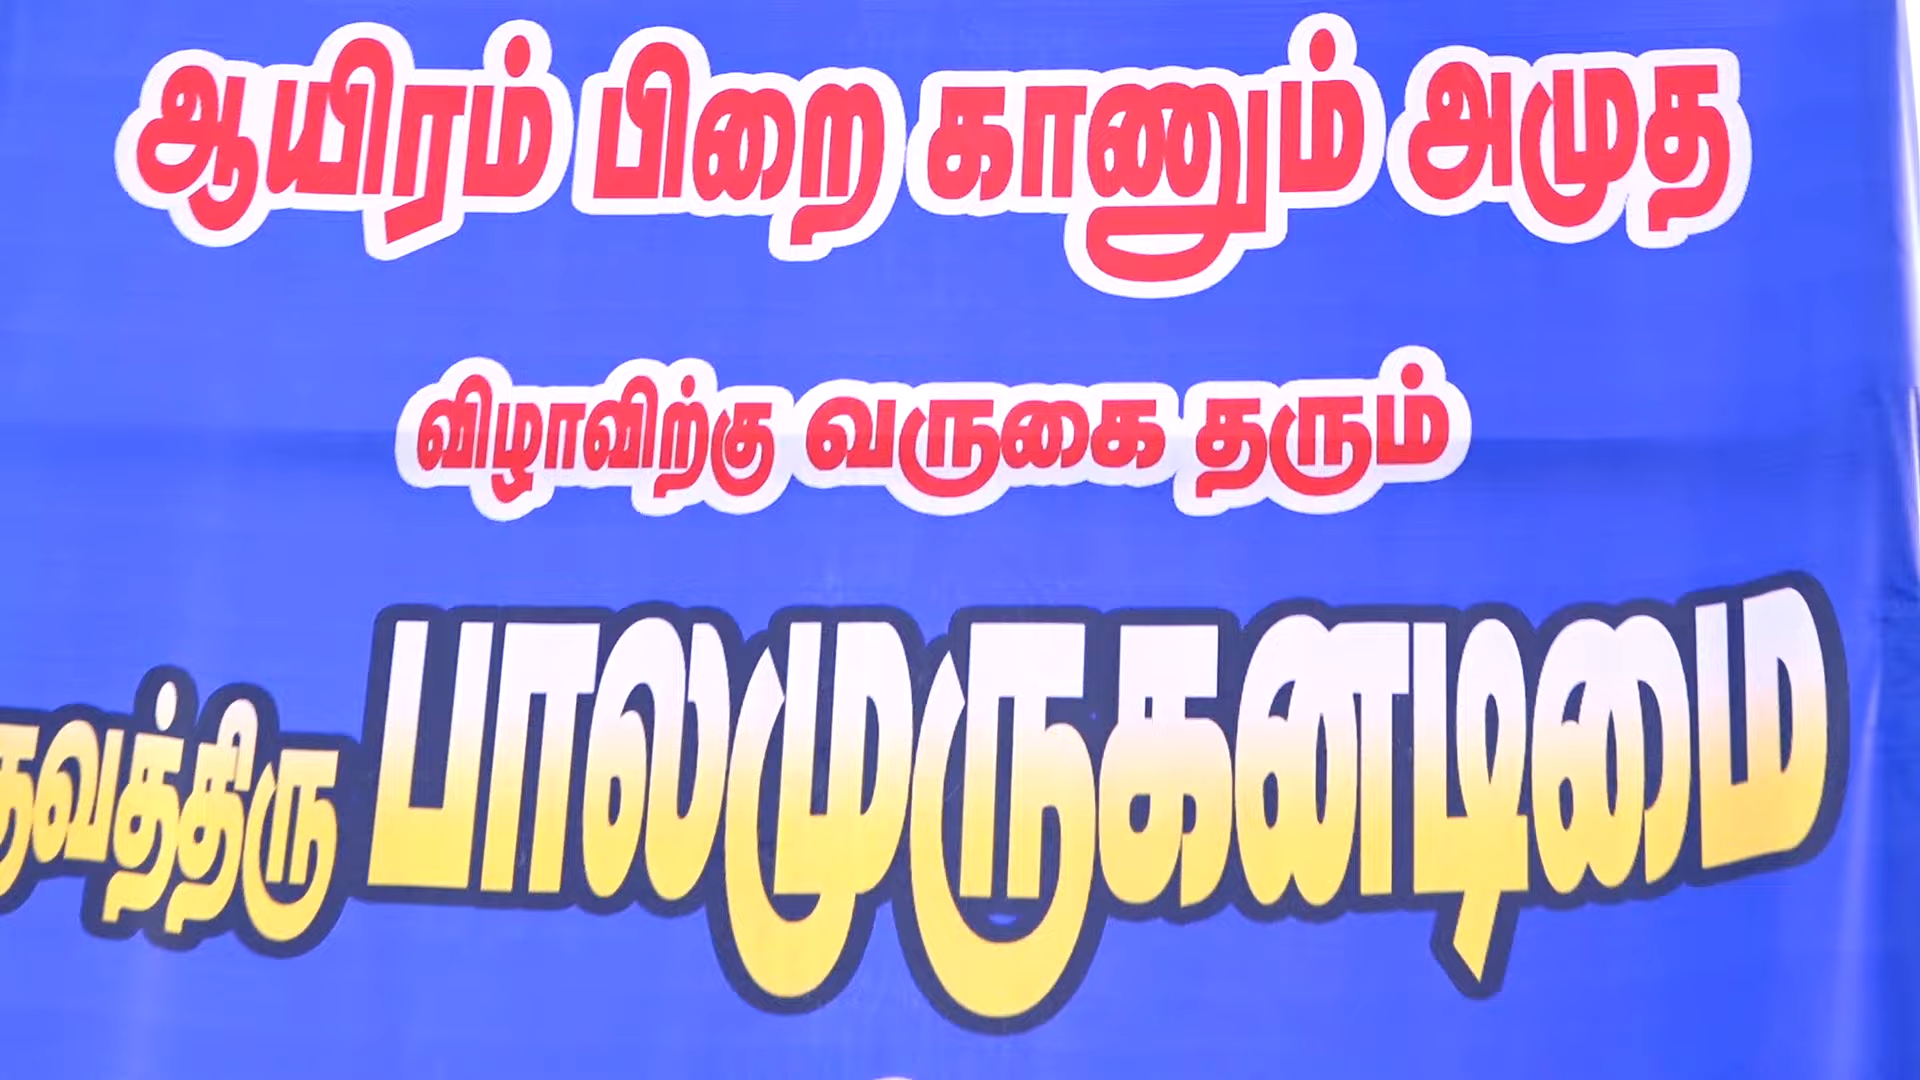 ஆயிரம் பிறை காணும் அமுத
விழாவிற்கு வருகை தரும்
தவத்திரு பாலமுருகனடிமை